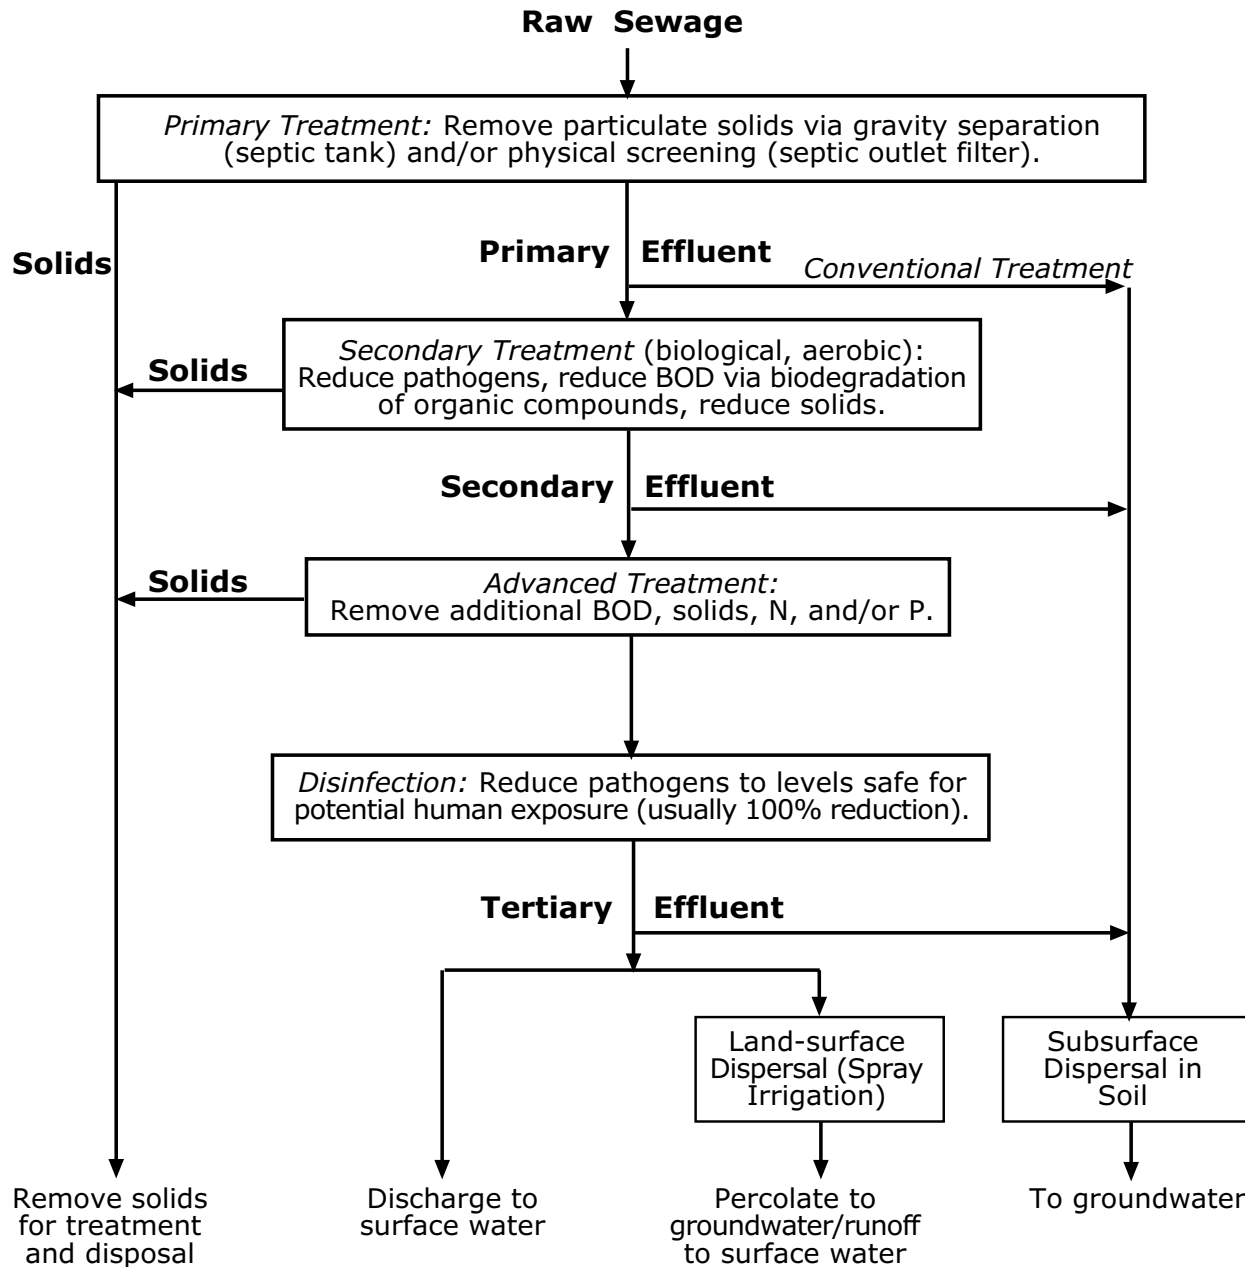 Raw Sewage
Primary Treatment: Remove particulate solids via gravity separation
(septic tank) and/or physical screening (septic outlet filter).
Solids
Primary Effluent
Conventional Treatment
Secondary Treatment (biological, aerobic):
Reduce pathogens, reduce BOD via biodegradation
of organic compounds, reduce solids.
Solids
Secondary Effluent
Advanced Treatment:
Remove additional BOD, solids, N, and/or P.
Solids
Disinfection: Reduce pathogens to levels safe for
potential human exposure (usually 100% reduction).
Tertiary Effluent
Land-surface
Dispersal (Spray
Irrigation)
Subsurface
Dispersal in
Soil
Remove solids
for treatment
and disposal
Discharge to
surface water
Percolate to
groundwater/runoff
to surface water
To groundwater